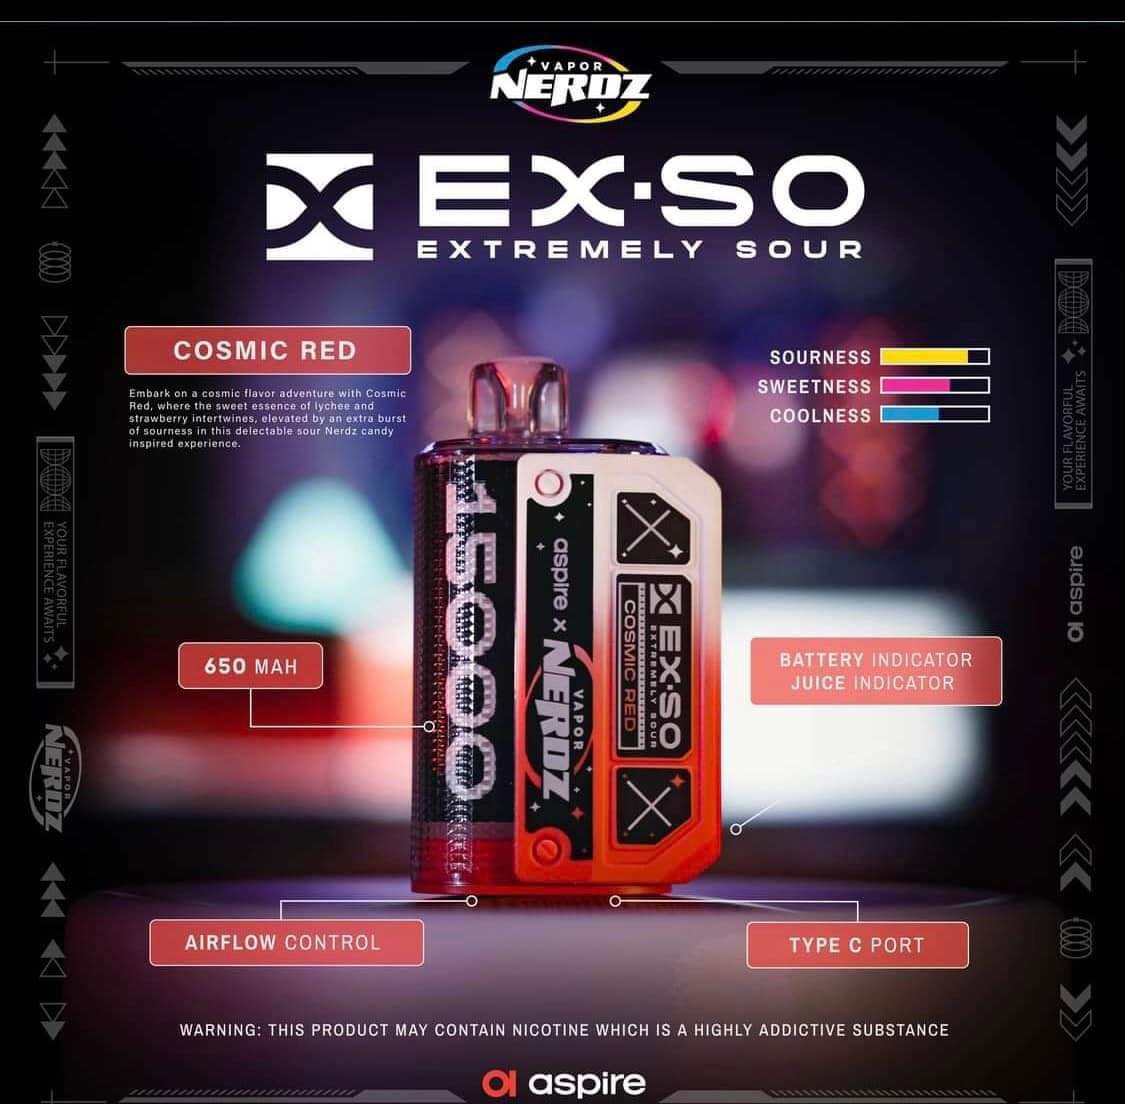 VAPOR
NERDZ
EX·SO
EXTREMELY SOUR
COSMIC RED
Embark on a cosmic flavor adventure with Cosmic
Red, where the sweet essence of lychee and
strawberry intertwines, elevated by an extra burst
of sourness in this delectable sour Nerdz candy
inspired experience.
SOURNESS
SWEETNESS
COOLNESS
15000
aspire x
VAPOR
NERDZ
EX·SO
EXTREMELY SOUR
COSMIC RED
650 MAH
BATTERY INDICATOR
JUICE INDICATOR
AIRFLOW CONTROL
TYPE C PORT
YOUR FLAVORFUL
EXPERIENCE AWAITS
VAPOR
NERDZ
YOUR FLAVORFUL
EXPERIENCE AWAITS
aspire
WARNING: THIS PRODUCT MAY CONTAIN NICOTINE WHICH IS A HIGHLY ADDICTIVE SUBSTANCE
aspire